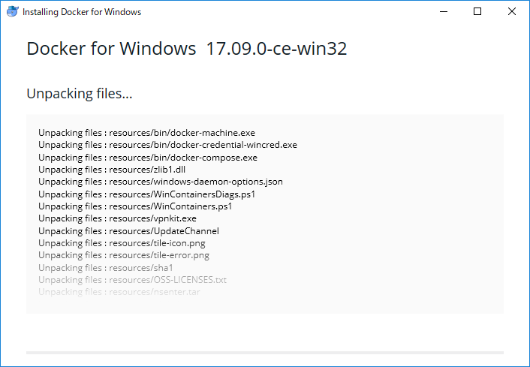 Installing Docker for Windows
Docker for Windows 17.09.0-ce-win32
Unpacking files...
Unpacking files : resources/bin/docker-machine.exe
Unpacking files : resources/bin/docker-credential-wincred.exe
Unpacking files : resources/bin/docker-compose.exe
Unpacking files : resources/zlib1.dll
Unpacking files : resources/windows-daemon-options.json
Unpacking files : resources/WinContainersDiags.ps1
Unpacking files : resources/WinContainers.ps1
Unpacking files : resources/vpnkit.exe
Unpacking files : resources/UpdateChannel
Unpacking files : resources/tile-icon.png
Unpacking files : resources/tile-error.png
Unpacking files : resources/sha1
Unpacking files : resources/OSS-LICENSES.txt
Unpacking files : resources/nsenter.tar